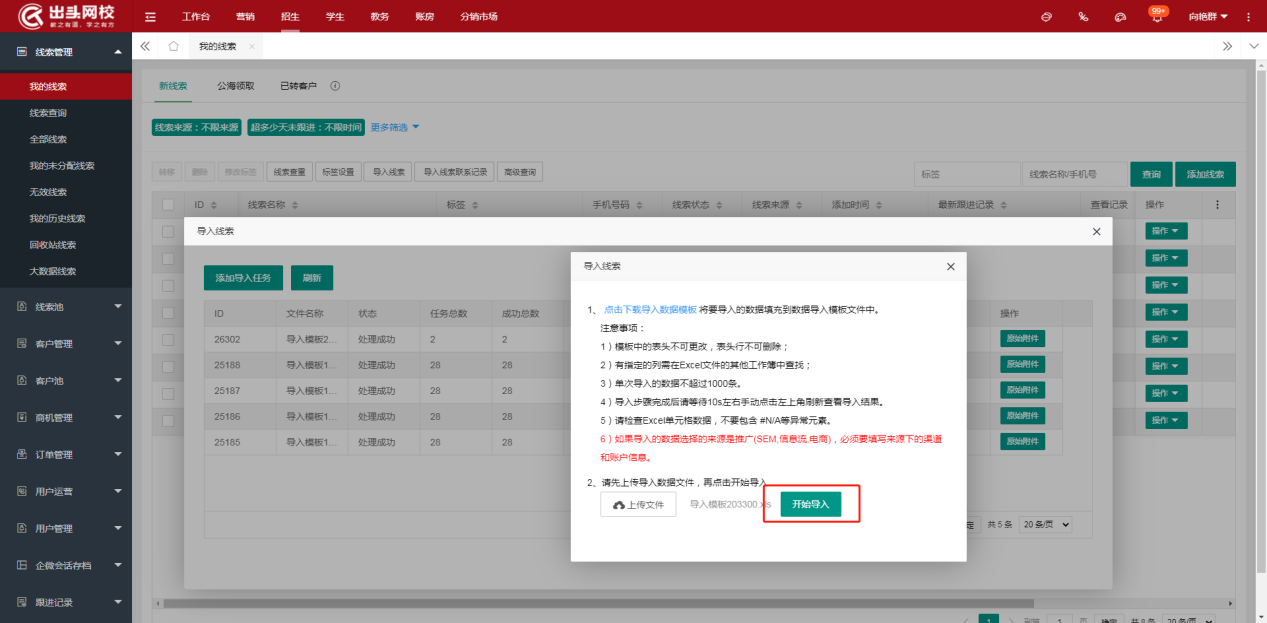 出头网校
教之有道，学之有方
工作台 营销 招生 学生 教务 账房 分销市场
99+
向艳群
线索管理
我的线索
线索查询
全部线索
我的未分配线索
无效线索
我的历史线索
回收站线索
大数据线索
线索池
客户管理
客户池
商机管理
订单管理
用户运营
用户管理
企微会话存档
跟进记录
我的线索
新线索 公海领取 已转客户
线索来源：不限来源 超多少天未跟进：不限时间 更多筛选
转移 删除 修改标签 线索查重 标签设置 导入线索 导入线索联系记录 高级查询 标签 线索名称/手机号 查询 添加线索
ID 线索名称 标签 手机号码 线索状态 线索来源 添加时间 最新跟进记录 查看记录 操作
操作
操作
操作
操作
操作
操作
操作
操作
导入线索
添加导入任务 刷新
ID 文件名称 状态 任务总数 成功总数 操作
26302 导入模板2... 处理成功 2 2 原始附件
25188 导入模板1... 处理成功 28 28 原始附件
25187 导入模板1... 处理成功 28 28 原始附件
25186 导入模板1... 处理成功 28 28 原始附件
25185 导入模板1... 处理成功 28 28 原始附件
定 共 5 条 20 条/页
导入线索
1、 点击下载导入数据模板 将要导入的数据填充到数据导入模板文件中。
注意事项：
1）模板中的表头不可更改，表头行不可删除；
2）有指定的列需在Excel文件的其他工作簿中查找；
3）单次导入的数据不超过1000条。
4）导入步骤完成后请等待10s左右手动点击左上角刷新查看导入结果。
5）请检查Excel单元格数据，不要包含 #N/A等异常元素。
6）如果导入的数据选择的来源是推广(SEM,信息流,电商)，必须要填写来源下的渠道
和账户信息。
2、请先上传导入数据文件，再点击开始导入
上传文件 导入模板203300.xls 开始导入
1 到第 1 页 确定 共 8 条 20 条/页